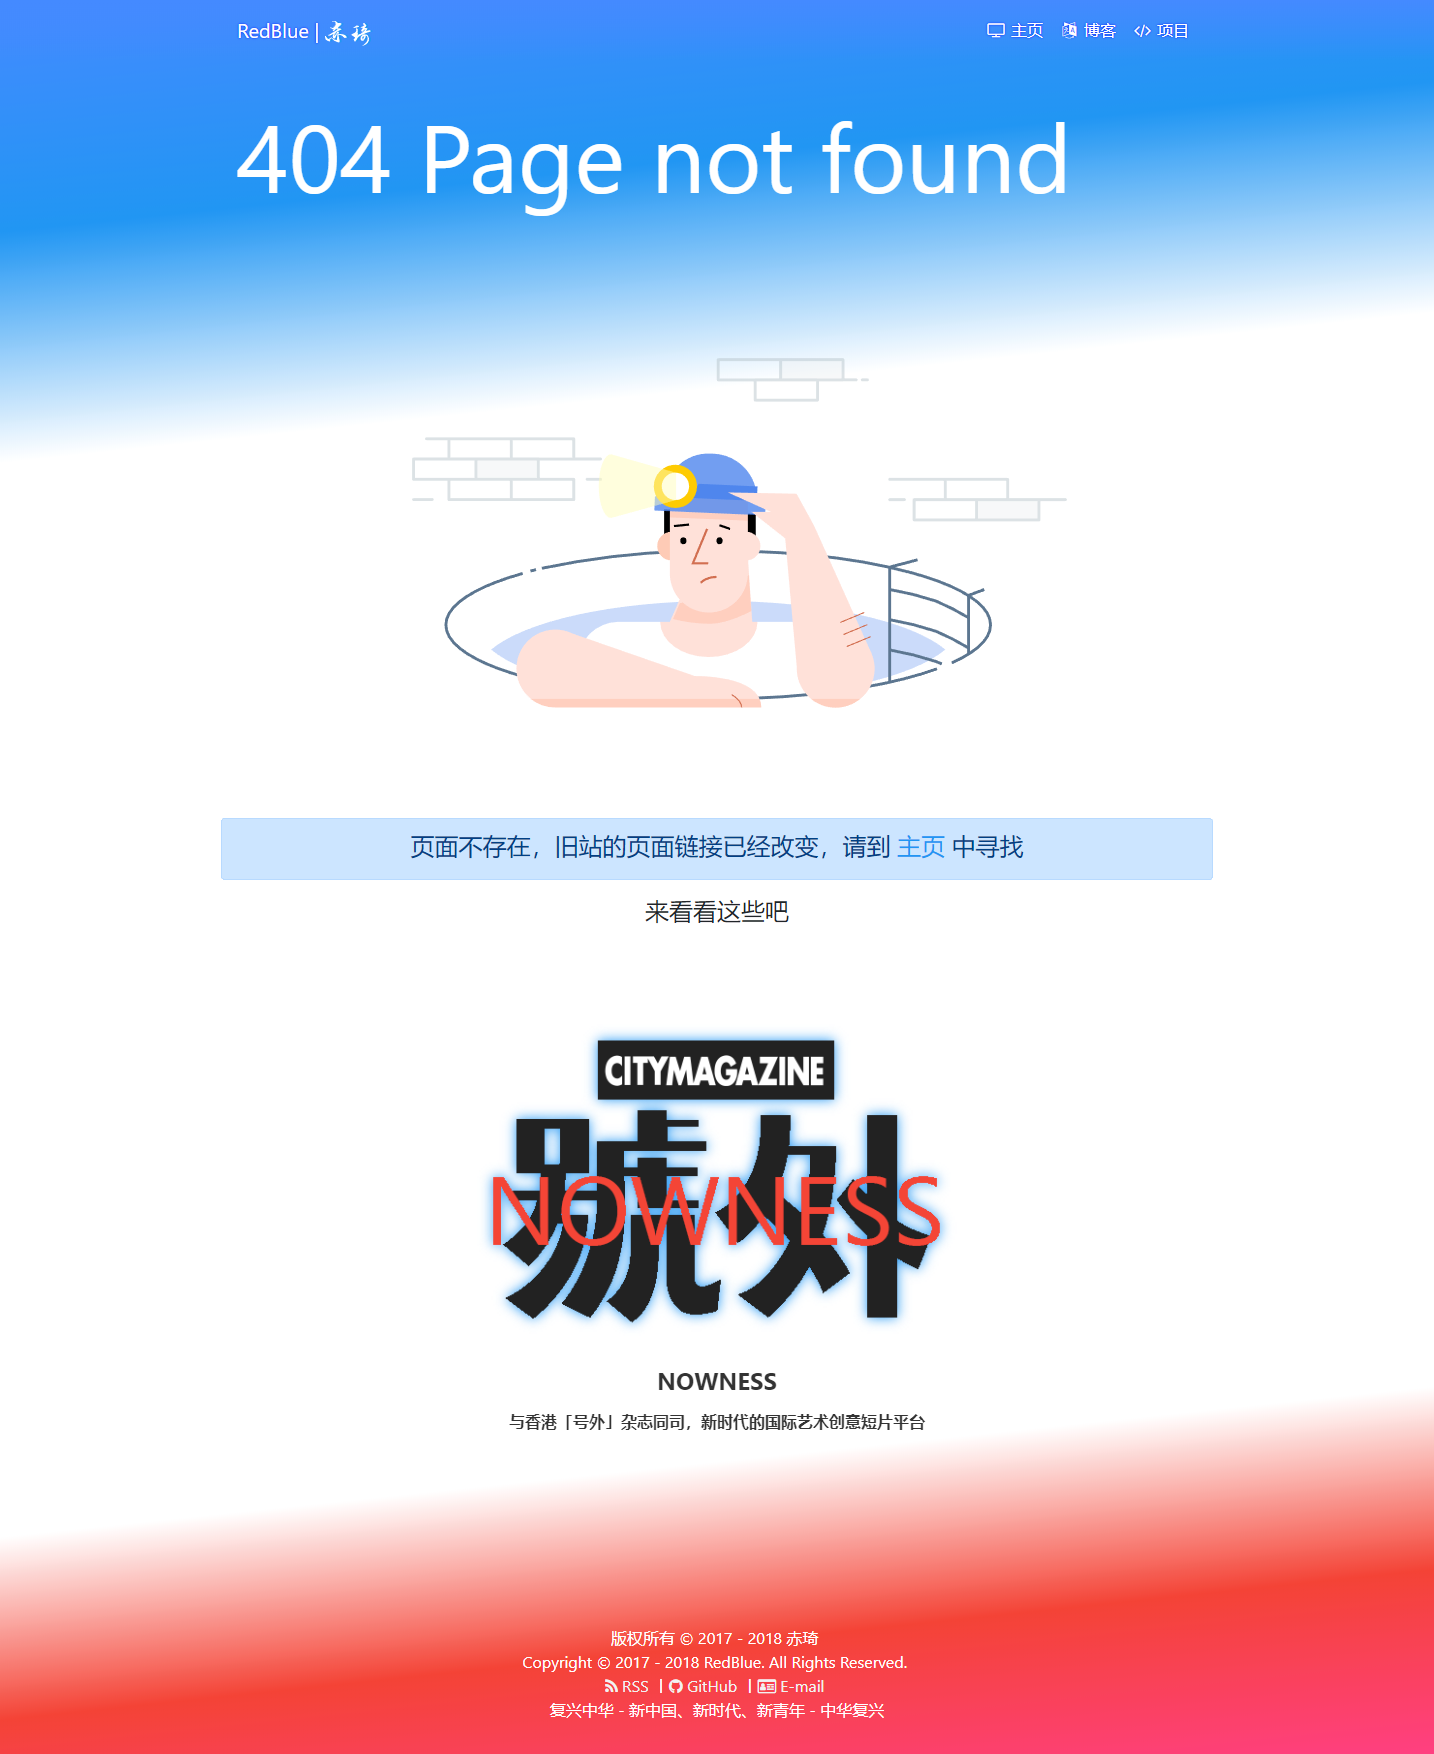 RedBlue | 赤琦
主页 博客 项目
404 Page not found
页面不存在，旧站的页面链接已经改变，请到 主页 中寻找
来看看这些吧
CITYMAGAZINE
號外
NOWNESS
NOWNESS
与香港「号外」杂志同司，新时代的国际艺术创意短片平台
版权所有 © 2017 - 2018 赤琦
Copyright © 2017 - 2018 RedBlue. All Rights Reserved.
RSS | GitHub | E-mail
复兴中华 - 新中国、新时代、新青年 - 中华复兴